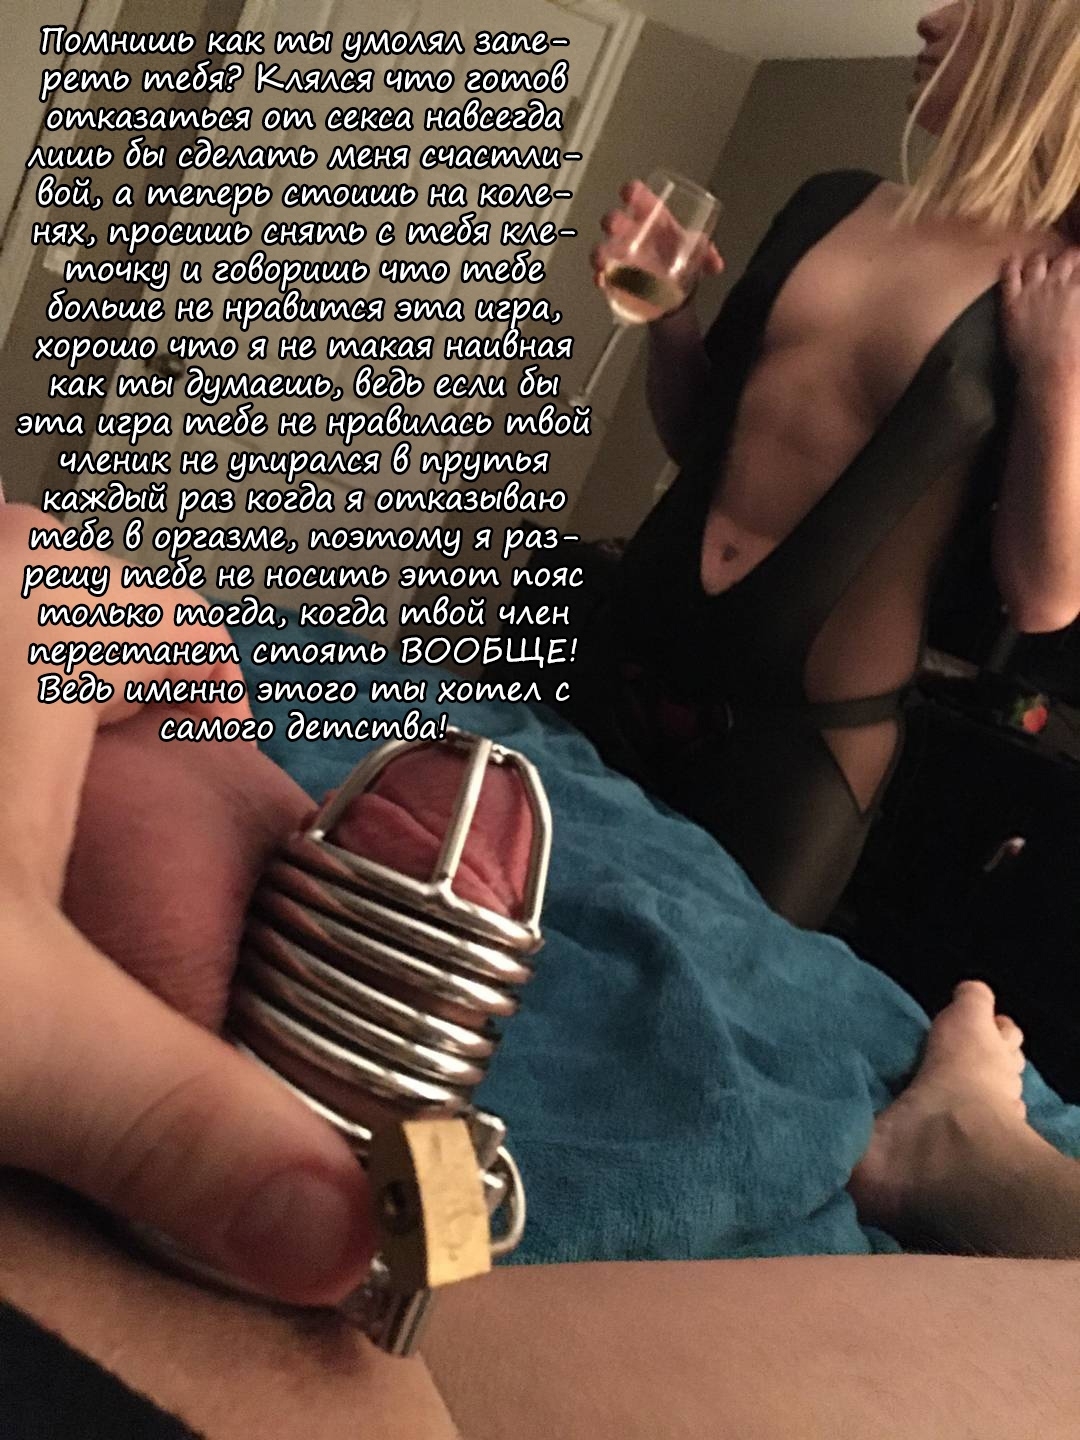 Помнишь как ты умолял запе-
реть тебя? Клялся что готов
отказаться от секса навсегда
лишь бы сделать меня счастли-
вой, а теперь стоишь на коле-
нях, просишь снять с тебя кле-
точку и говоришь что тебе
больше не нравится эта игра,
хорошо что я не такая наивная
как ты думаешь, ведь если бы
эта игра тебе не нравилась твой
членик не упирался в прутья
каждый раз когда я отказываю
тебе в оргазме, поэтому я раз-
решу тебе не носить этот пояс
только тогда, когда твой член
перестанет стоять ВООБЩЕ!
Ведь именно этого ты хотел с
самого детства!